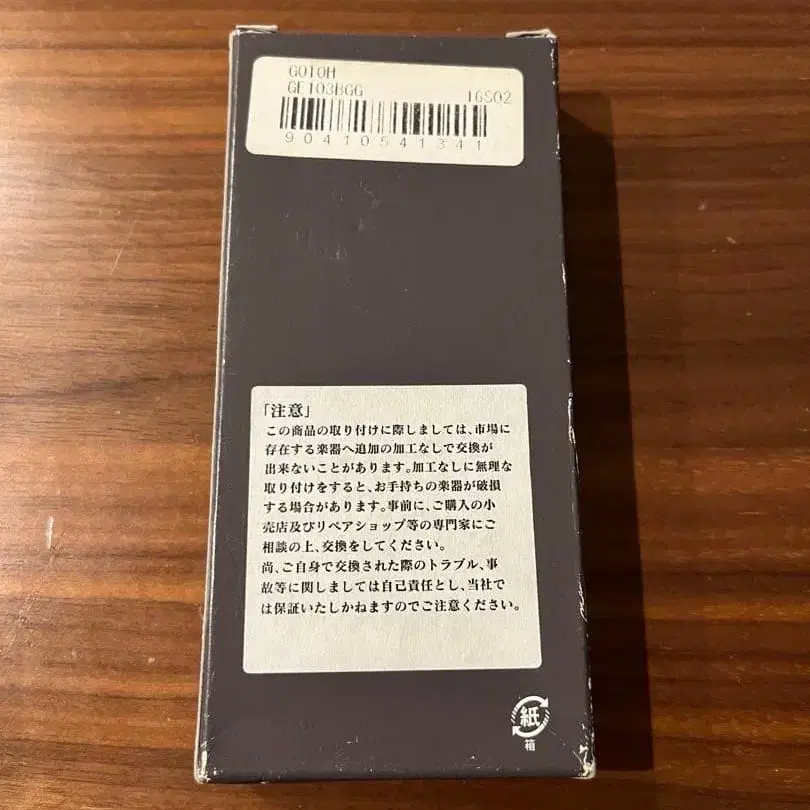 GOTOH
GE103BGG 16S02
90410541341
「注意」
この商品の取り付けに際しましては、市場に
存在する楽器へ追加の加工なしで交換が
出来ないことがあります。加工なしに無理な
取り付けをすると、お手持ちの楽器が破損
する場合があります。事前に、ご購入の小
売店及びリペアショップ等の専門家にご
相談の上、交換をしてください。
尚、ご自身で交換された際のトラブル、事
故等に関しましては自己責任とし、当社で
は保証いたしかねますのでご注意ください。
紙
箱